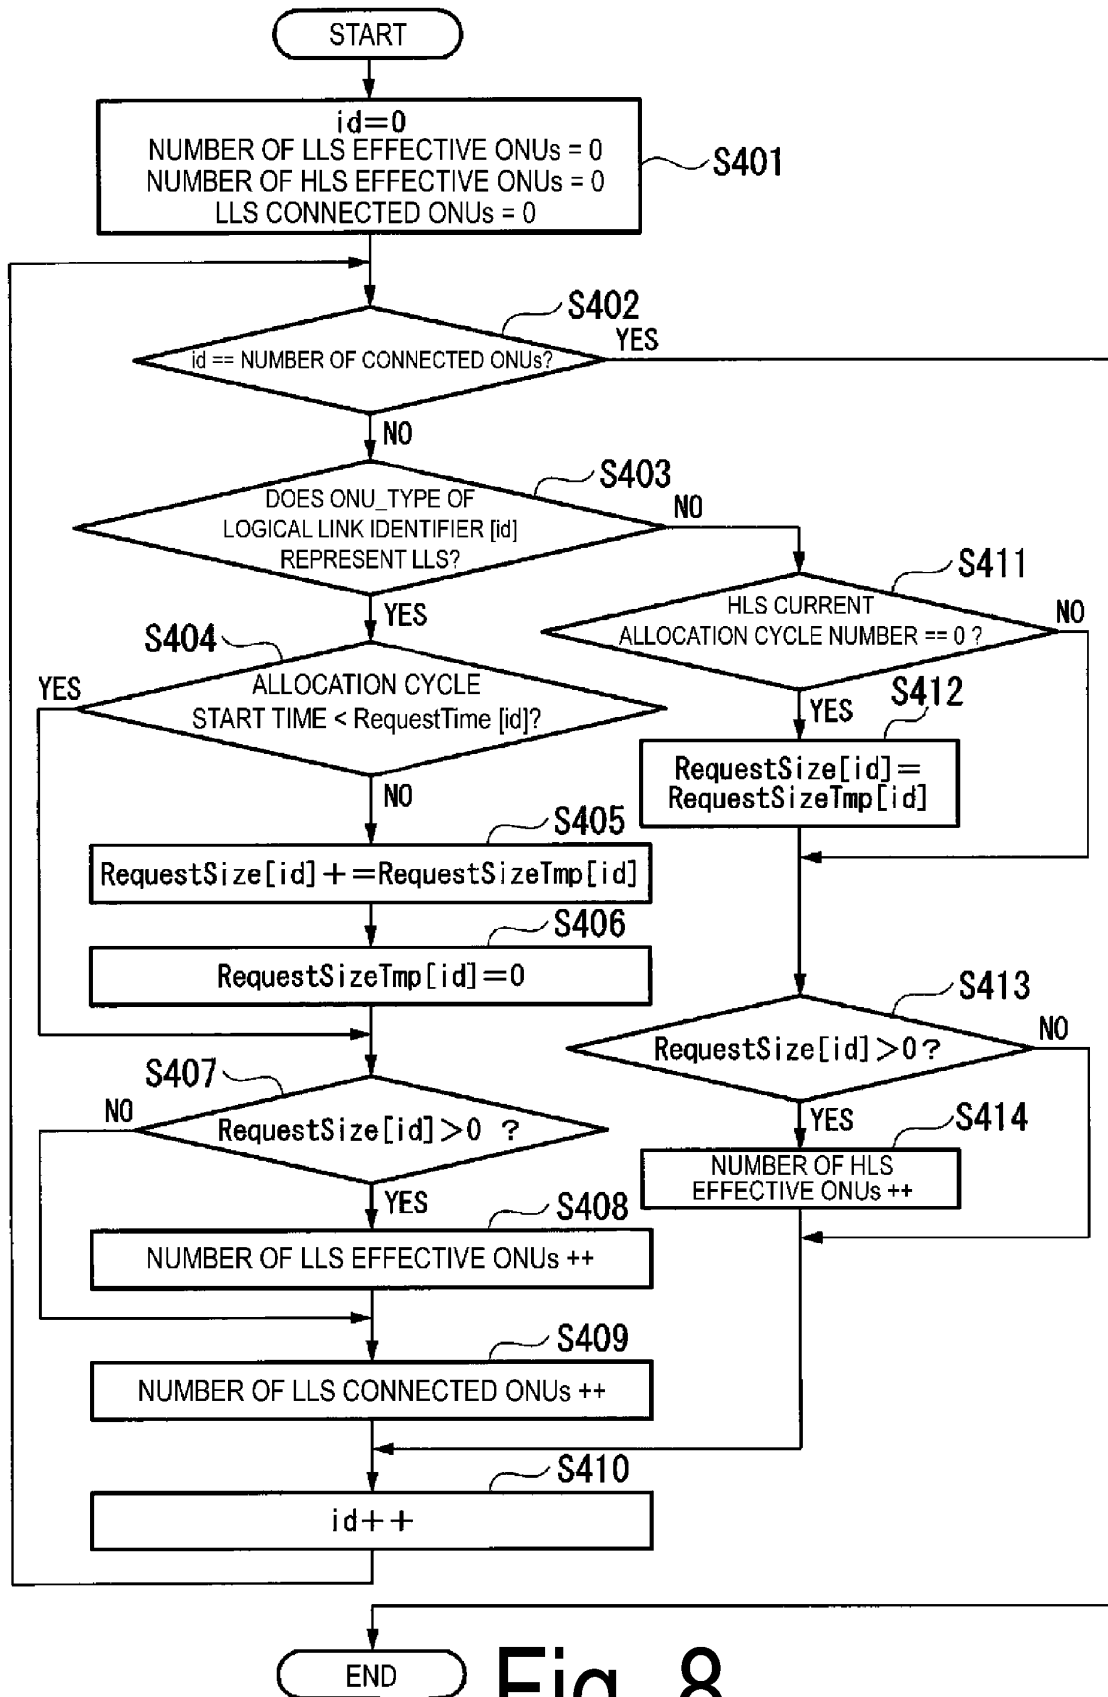 START
id=0
NUMBER OF LLS EFFECTIVE ONUs = 0
NUMBER OF HLS EFFECTIVE ONUs = 0
LLS CONNECTED ONUs = 0
S401
S402
id == NUMBER OF CONNECTED ONUs?
YES
NO
S403
DOES ONU_TYPE OF
LOGICAL LINK IDENTIFIER [id]
REPRESENT LLS?
NO
YES
S411
HLS CURRENT
ALLOCATION CYCLE NUMBER == 0 ?
NO
YES
S404
ALLOCATION CYCLE
START TIME < RequestTime [id]?
YES
NO
S412
RequestSize[id]=
RequestSizeTmp[id]
S405
RequestSize[id]+=RequestSizeTmp[id]
S406
RequestSizeTmp[id]=0
S413
RequestSize[id]>0?
NO
YES
S407
RequestSize[id]>0 ?
NO
YES
S414
NUMBER OF HLS
EFFECTIVE ONUs ++
S408
NUMBER OF LLS EFFECTIVE ONUs ++
S409
NUMBER OF LLS CONNECTED ONUs ++
S410
id++
END
Fig. 8